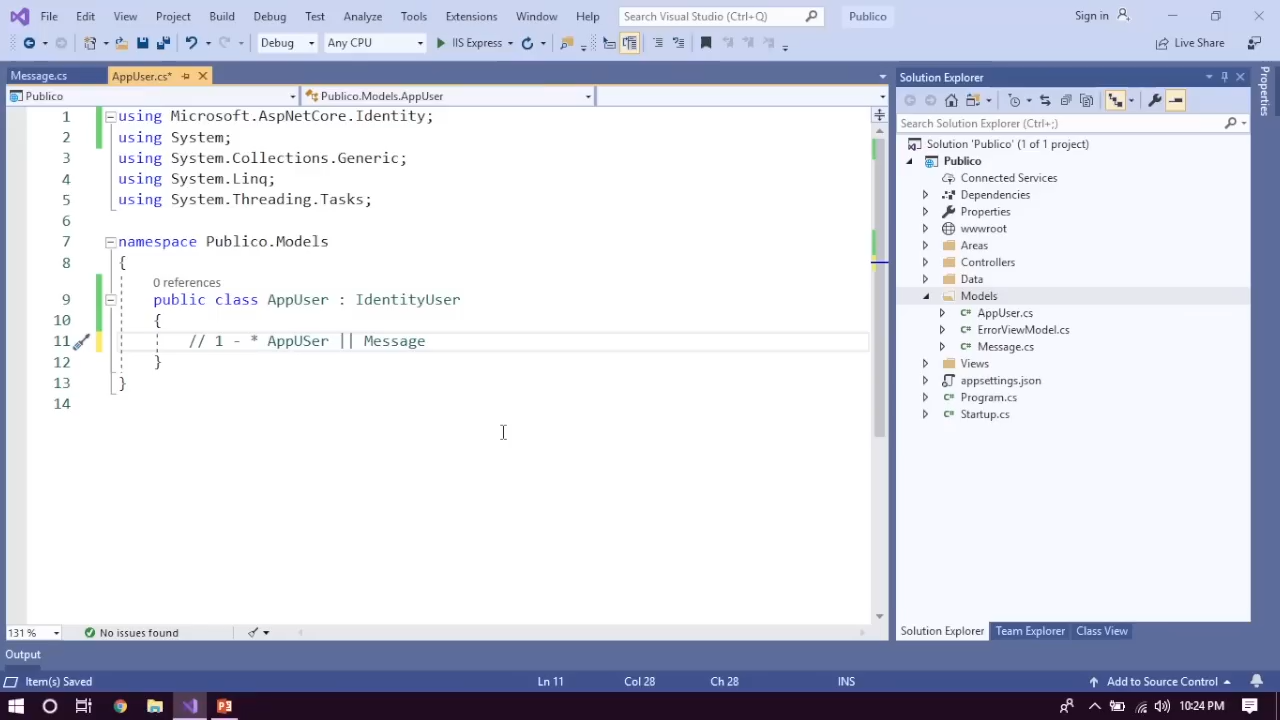 File Edit View Project Build Debug Test Analyze Tools Extensions Window Help Search Visual Studio (Ctrl+Q) Publico Sign in
Debug Any CPU IIS Express Live Share
Message.cs AppUser.cs*
Publico Publico.Models.AppUser
1 using Microsoft.AspNetCore.Identity;
2 using System;
3 using System.Collections.Generic;
4 using System.Linq;
5 using System.Threading.Tasks;
6
7 namespace Publico.Models
8 {
0 references
9 public class AppUser : IdentityUser
10 {
11 // 1 - * AppUSer || Message
12 }
13 }
14
131 % No issues found
Solution Explorer
Search Solution Explorer (Ctrl+;)
Solution 'Publico' (1 of 1 project)
Publico
Connected Services
Dependencies
Properties
wwwroot
Areas
Controllers
Data
Models
AppUser.cs
ErrorViewModel.cs
Message.cs
Views
appsettings.json
Program.cs
Startup.cs
Solution Explorer Team Explorer Class View
Properties
Output
Item(s) Saved Ln 11 Col 28 Ch 28 INS Add to Source Control
10:24 PM